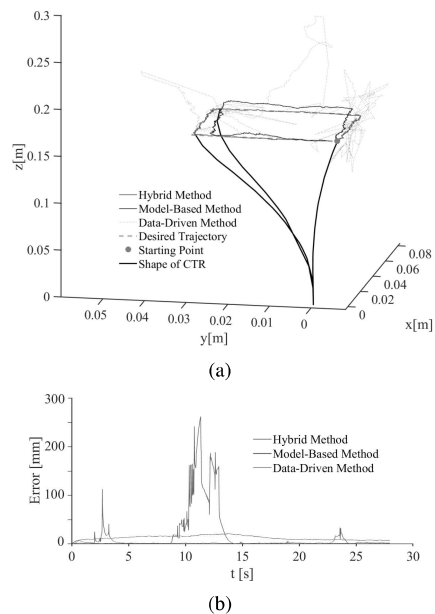 0.3
0.25
0.2
0.15
0.1
0.05
0
z[m]
Hybrid Method
Model-Based Method
Data-Driven Method
Desired Trajectory
Starting Point
Shape of CTR
0.05
0.04
0.03
0.02
0.01
0
y[m]
0.08
0.06
0.04
0.02
0
x[m]
(a)
300
200
100
0
Error [mm]
Hybrid Method
Model-Based Method
Data-Driven Method
0
5
10
15
20
25
30
t [s]
(b)